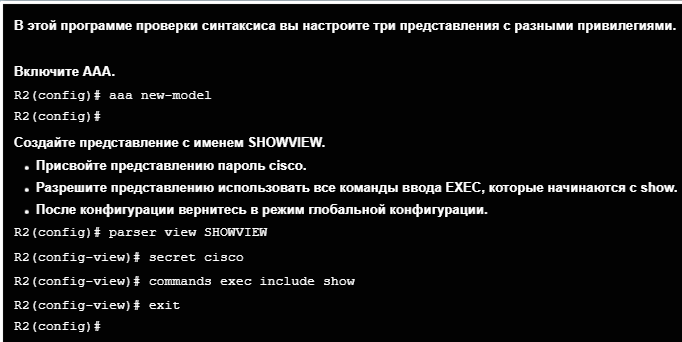 В этой программе проверки синтаксиса вы настроите три представления с разными привилегиями.
Включите AAA.
R2(config)# aaa new-model
R2(config)#
Создайте представление с именем SHOWVIEW.
• Присвойте представлению пароль cisco.
• Разрешите представлению использовать все команды ввода EXEC, которые начинаются с show.
• После конфигурации вернитесь в режим глобальной конфигурации.
R2(config)# parser view SHOWVIEW
R2(config-view)# secret cisco
R2(config-view)# commands exec include show
R2(config-view)# exit
R2(config)#